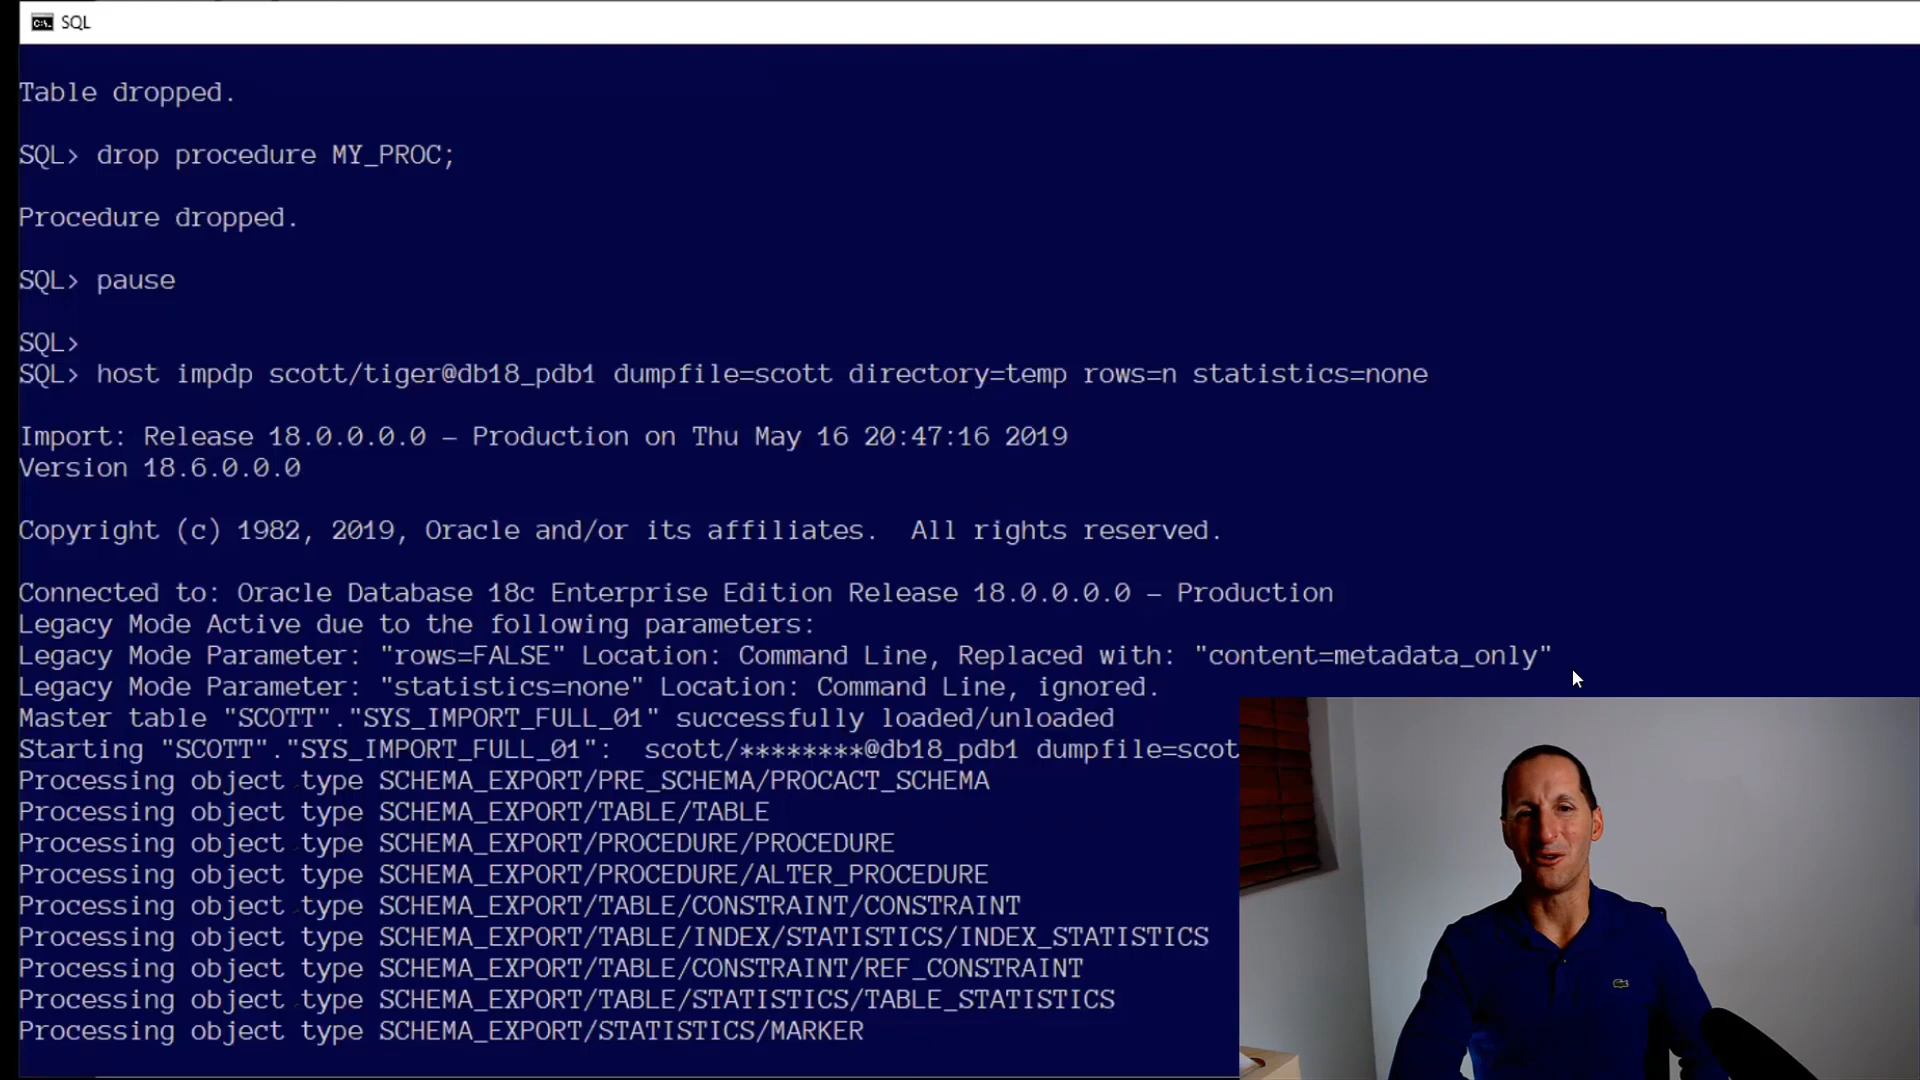 SQL
Table dropped.
SQL> drop procedure MY_PROC;
Procedure dropped.
SQL> pause
SQL>
SQL> host impdp scott/tiger@db18_pdb1 dumpfile=scott directory=temp rows=n statistics=none
Import: Release 18.0.0.0.0 – Production on Thu May 16 20:47:16 2019
Version 18.6.0.0.0
Copyright (c) 1982, 2019, Oracle and/or its affiliates.  All rights reserved.
Connected to: Oracle Database 18c Enterprise Edition Release 18.0.0.0.0 – Production
Legacy Mode Active due to the following parameters:
Legacy Mode Parameter: "rows=FALSE" Location: Command Line, Replaced with: "content=metadata_only"
Legacy Mode Parameter: "statistics=none" Location: Command Line, ignored.
Master table "SCOTT"."SYS_IMPORT_FULL_01" successfully loaded/unloaded
Starting "SCOTT"."SYS_IMPORT_FULL_01":  scott/********@db18_pdb1 dumpfile=scot
Processing object type SCHEMA_EXPORT/PRE_SCHEMA/PROCACT_SCHEMA
Processing object type SCHEMA_EXPORT/TABLE/TABLE
Processing object type SCHEMA_EXPORT/PROCEDURE/PROCEDURE
Processing object type SCHEMA_EXPORT/PROCEDURE/ALTER_PROCEDURE
Processing object type SCHEMA_EXPORT/TABLE/CONSTRAINT/CONSTRAINT
Processing object type SCHEMA_EXPORT/TABLE/INDEX/STATISTICS/INDEX_STATISTICS
Processing object type SCHEMA_EXPORT/TABLE/CONSTRAINT/REF_CONSTRAINT
Processing object type SCHEMA_EXPORT/TABLE/STATISTICS/TABLE_STATISTICS
Processing object type SCHEMA_EXPORT/STATISTICS/MARKER